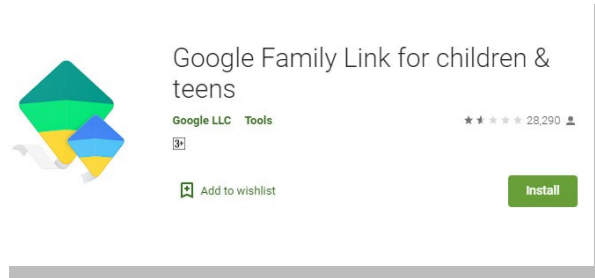 Google Family Link for children &
teens
Google LLC Tools 28,290
3+
Add to wishlist Install